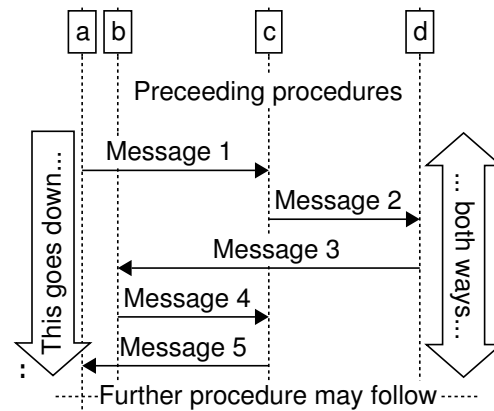 a b c d
Preceeding procedures
Message 1
Message 2
Message 3
Message 4
Message 5
This goes down...
... both ways...
:
Further procedure may follow